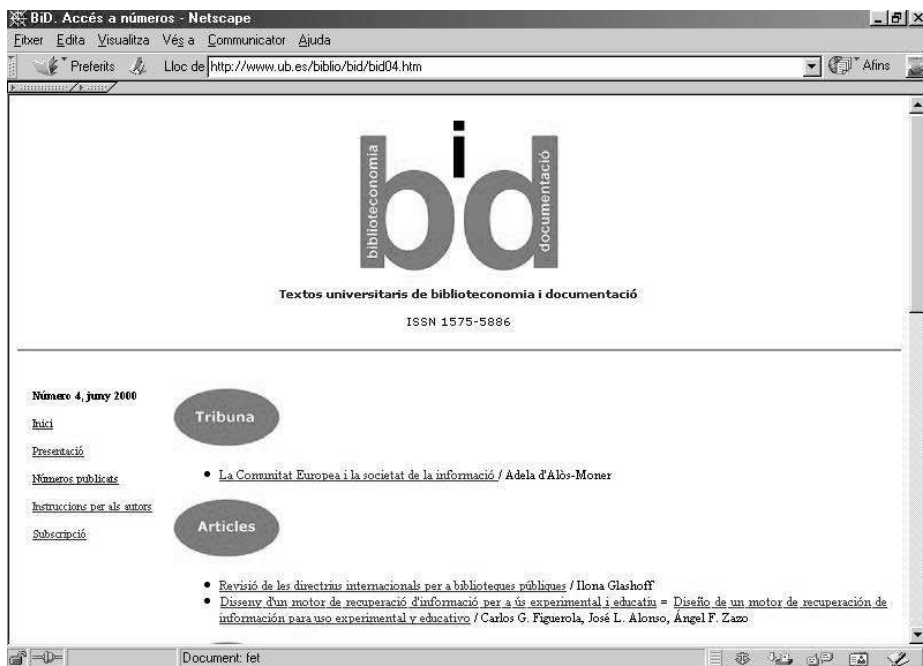 BiD. Accés a números - Netscape
Fitxer Edita Visualitza Vés a Communicator Ajuda
Preferits Lloc de http://www.ub.es/biblio/bid/bid04.htm Afins
biblioteconomia i documentació
bd
Textos universitaris de biblioteconomia i documentació
ISSN 1575-5886
Número 4, juny 2000
Inici
Presentació
Números publicats
Instruccions per als autors
Subscripció
Tribuna
La Comunitat Europea i la societat de la informació / Adela d'Alòs-Moner
Articles
Revisió de les directrius internacionals per a biblioteques públiques / Ilona Glashoff
Disseny d'un motor de recuperació d'informació per a ús experimental i educatiu = Diseño de un motor de recuperación de
información para uso experimental y educativo / Carlos G. Figuerola, José L. Alonso, Ángel F. Zazo
Document: fet